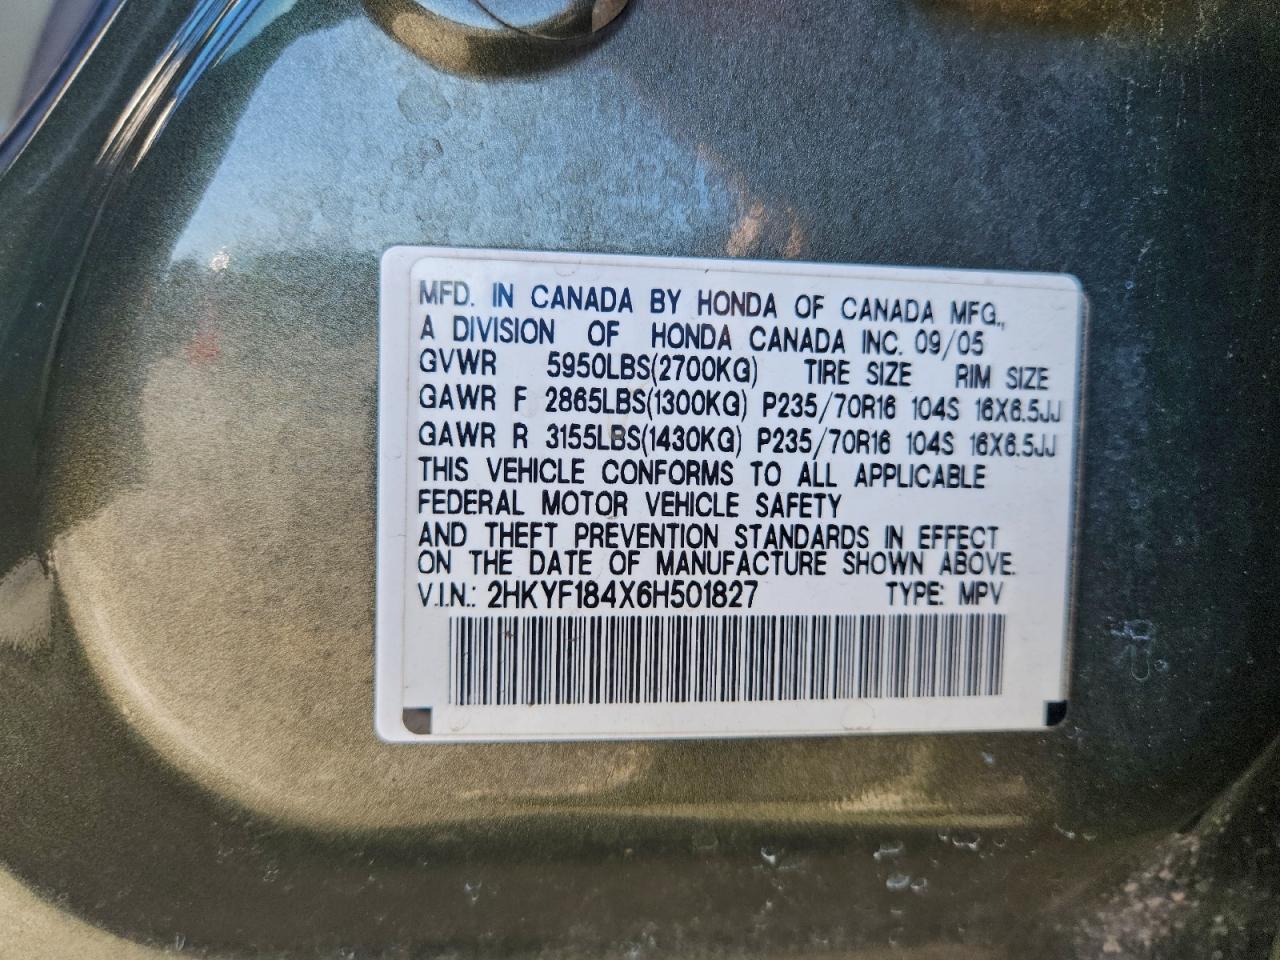 MFD. IN CANADA BY HONDA OF CANADA MFG.,
A DIVISION OF HONDA CANADA INC. 09/05
GVWR 5950LBS(2700KG) TIRE SIZE RIM SIZE
GAWR F 2865LBS(1300KG) P235/70R16 104S 16X6.5JJ
GAWR R 3155LBS(1430KG) P235/70R16 104S 16X6.5JJ
THIS VEHICLE CONFORMS TO ALL APPLICABLE
FEDERAL MOTOR VEHICLE SAFETY
AND THEFT PREVENTION STANDARDS IN EFFECT
ON THE DATE OF MANUFACTURE SHOWN ABOVE.
V.I.N.: 2HKYF184X6H501827 TYPE: MPV